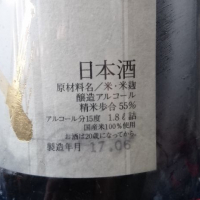 日本酒
原材料名/米・米麹
醸造アルコール
精米歩合 55%
アルコール分15度 1.8ℓ詰
国産米100%使用
お酒は20歳になってから。
製造年月 17.06